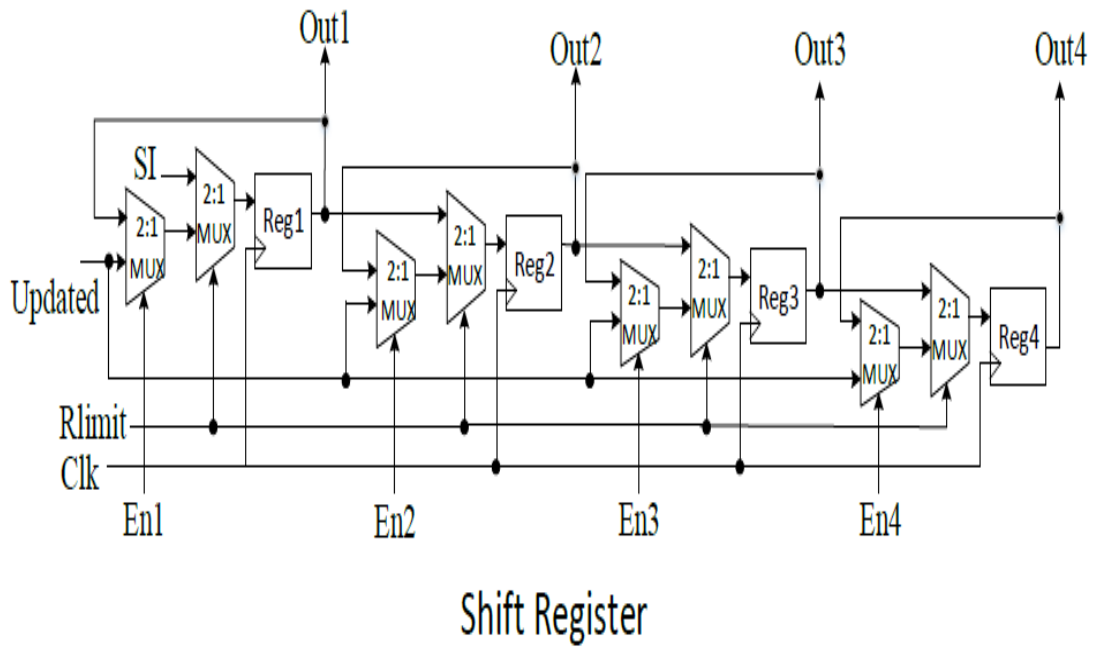 Out1
Out2
Out3
Out4
SI
2:1
MUX
Reg1
2:1
MUX
2:1
MUX
Reg2
2:1
MUX
2:1
MUX
Reg3
2:1
MUX
2:1
MUX
Reg4
2:1
MUX
Updated
Rlimit
Clk
En1
En2
En3
En4
Shift Register